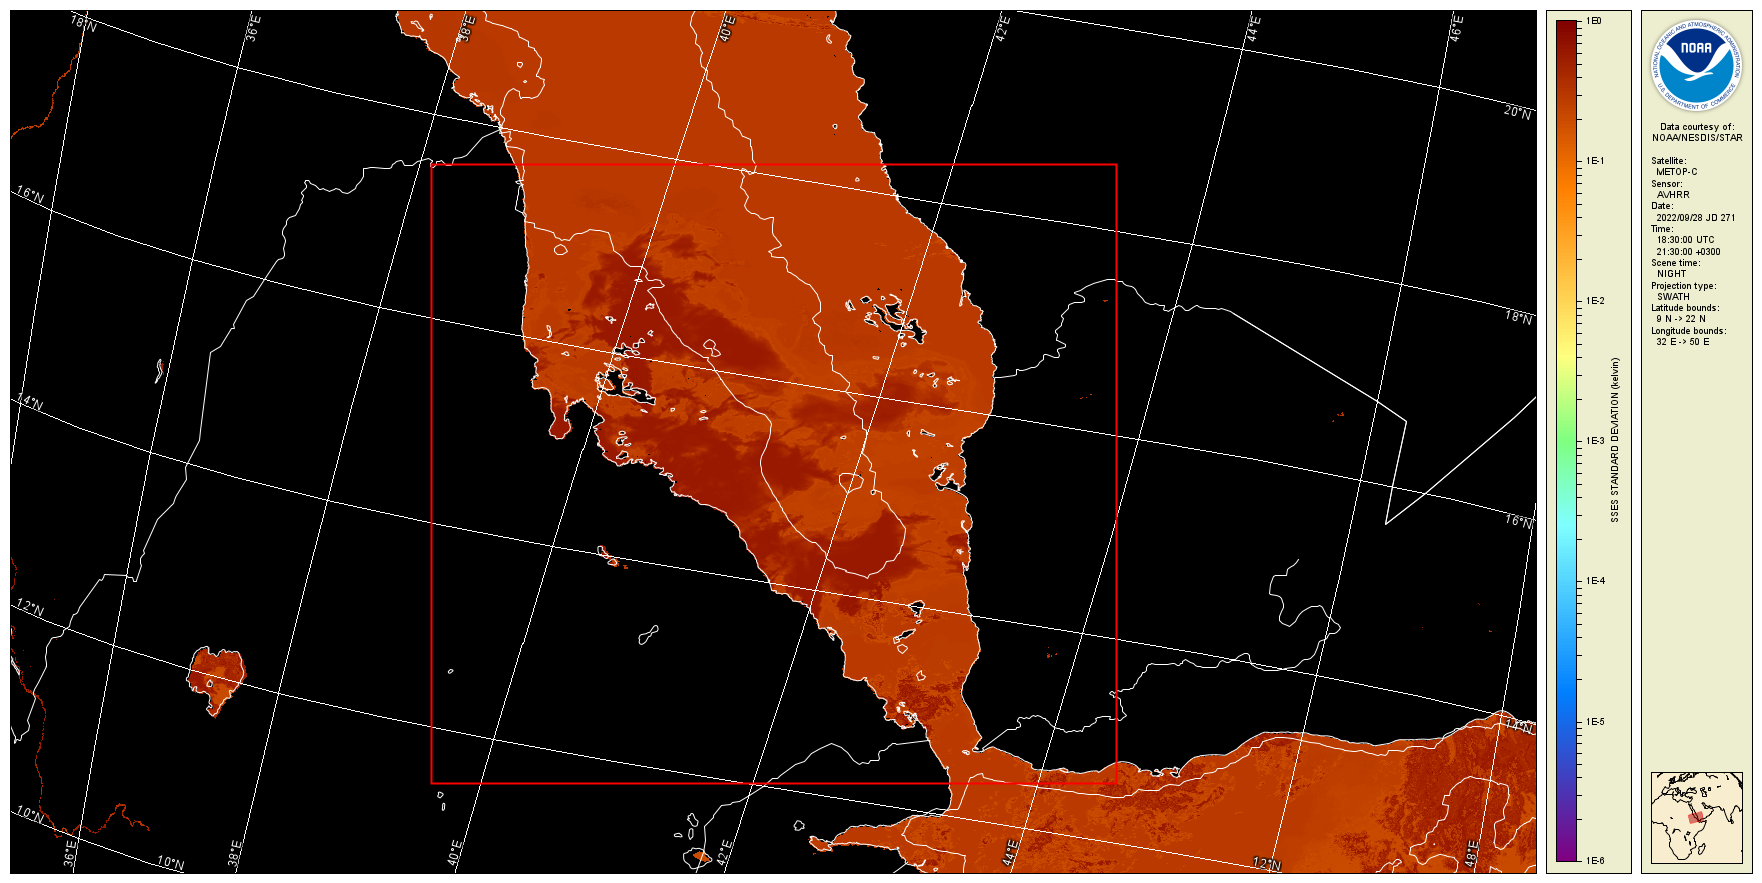 18°N
36°E
38°E
40°E
42°E
44°E
46°E
20°N
16°N
18°N
14°N
16°N
12°N
14°N
10°N
36°E
10°N
38°E
40°E
42°E
44°E
12°N
48°E
1E0
1E-1
1E-2
1E-3
1E-4
1E-5
1E-6
SSES STANDARD DEVIATION (kelvin)
NATIONAL OCEANIC AND ATMOSPHERIC ADMINISTRATION
NOAA
U.S. DEPARTMENT OF COMMERCE
Data courtesy of:
NOAA/NESDIS/STAR
Satellite:
METOP-C
Sensor:
AVHRR
Date:
2022/09/28 JD 271
Time:
18:30:00 UTC
21:30:00 +0300
Scene time:
NIGHT
Projection type:
SWATH
Latitude bounds:
9 N -> 22 N
Longitude bounds:
32 E -> 50 E